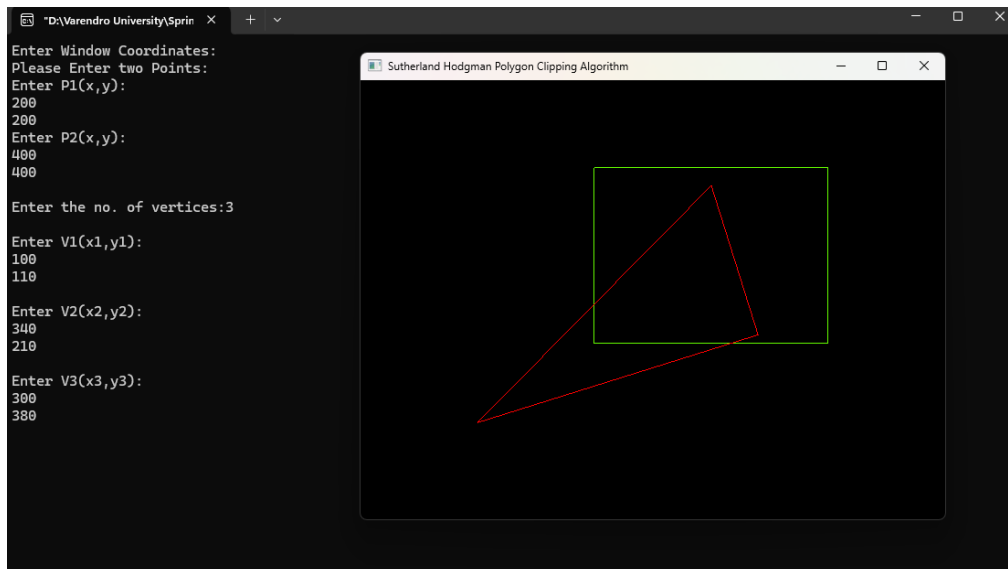 "D:\Varendro University\Sprin
Enter Window Coordinates:
Please Enter two Points:
Enter P1(x,y):
200
200
Enter P2(x,y):
400
400
Enter the no. of vertices:3
Enter V1(x1,y1):
100
110
Enter V2(x2,y2):
340
210
Enter V3(x3,y3):
300
380
Sutherland Hodgman Polygon Clipping Algorithm